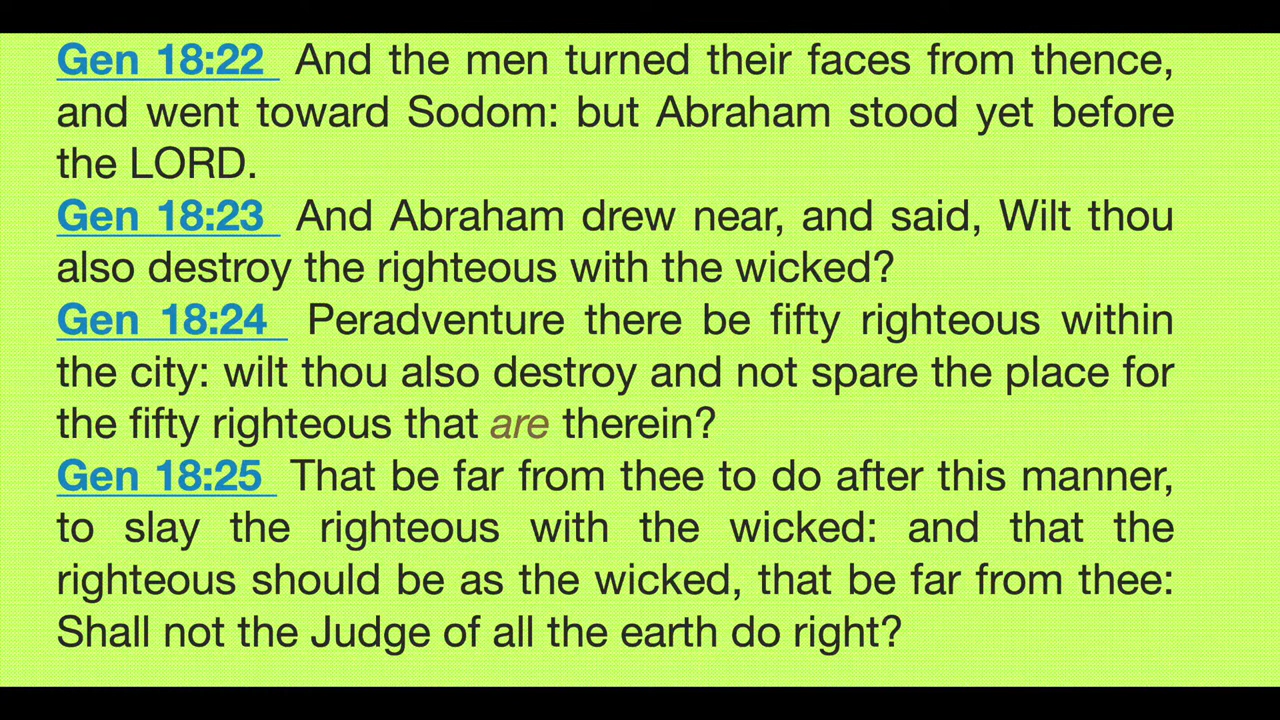 Gen 18:22 And the men turned their faces from thence,
and went toward Sodom: but Abraham stood yet before
the LORD.
Gen 18:23 And Abraham drew near, and said, Wilt thou
also destroy the righteous with the wicked?
Gen 18:24 Peradventure there be fifty righteous within
the city: wilt thou also destroy and not spare the place for
the fifty righteous that are therein?
Gen 18:25 That be far from thee to do after this manner,
to slay the righteous with the wicked: and that the
righteous should be as the wicked, that be far from thee:
Shall not the Judge of all the earth do right?